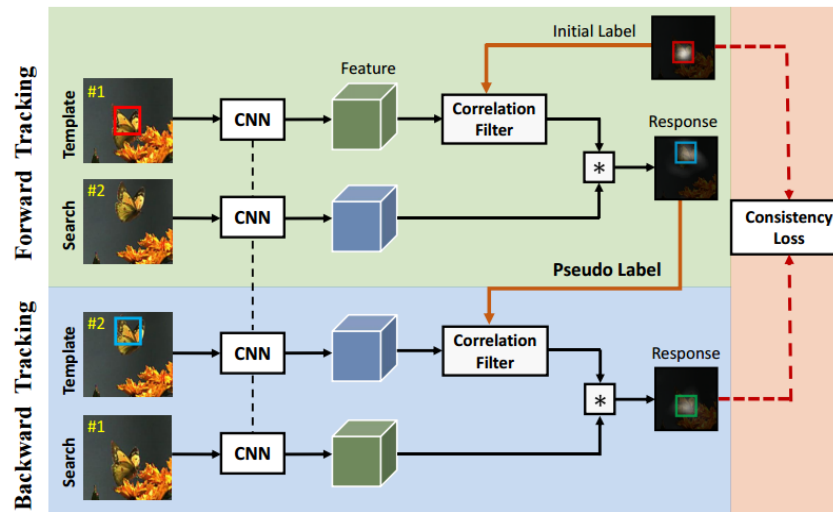 Forward Tracking
Initial Label
Feature
Template
#1
CNN
Correlation
Filter
Response
*
Search
#2
CNN
Consistency
Loss
Pseudo Label
Backward Tracking
Template
#2
CNN
Correlation
Filter
Response
*
Search
#1
CNN